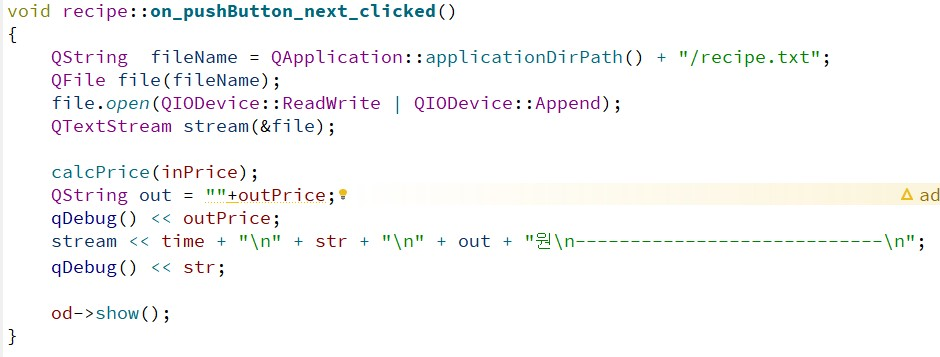 void recipe::on_pushButton_next_clicked()
{
    QString  fileName = QApplication::applicationDirPath() + "/recipe.txt";
    QFile file(fileName);
    file.open(QIODevice::ReadWrite | QIODevice::Append);
    QTextStream stream(&file);

    calcPrice(inPrice);
    QString out = ""+outPrice; ad
    qDebug() << outPrice;
    stream << time + "\n" + str + "\n" + out + "원\n----------------------------\n";
    qDebug() << str;

    od->show();
}